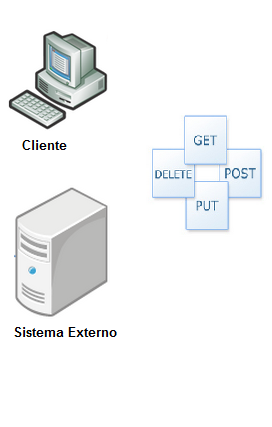 Cliente
GET
DELETE
POST
PUT
Sistema Externo